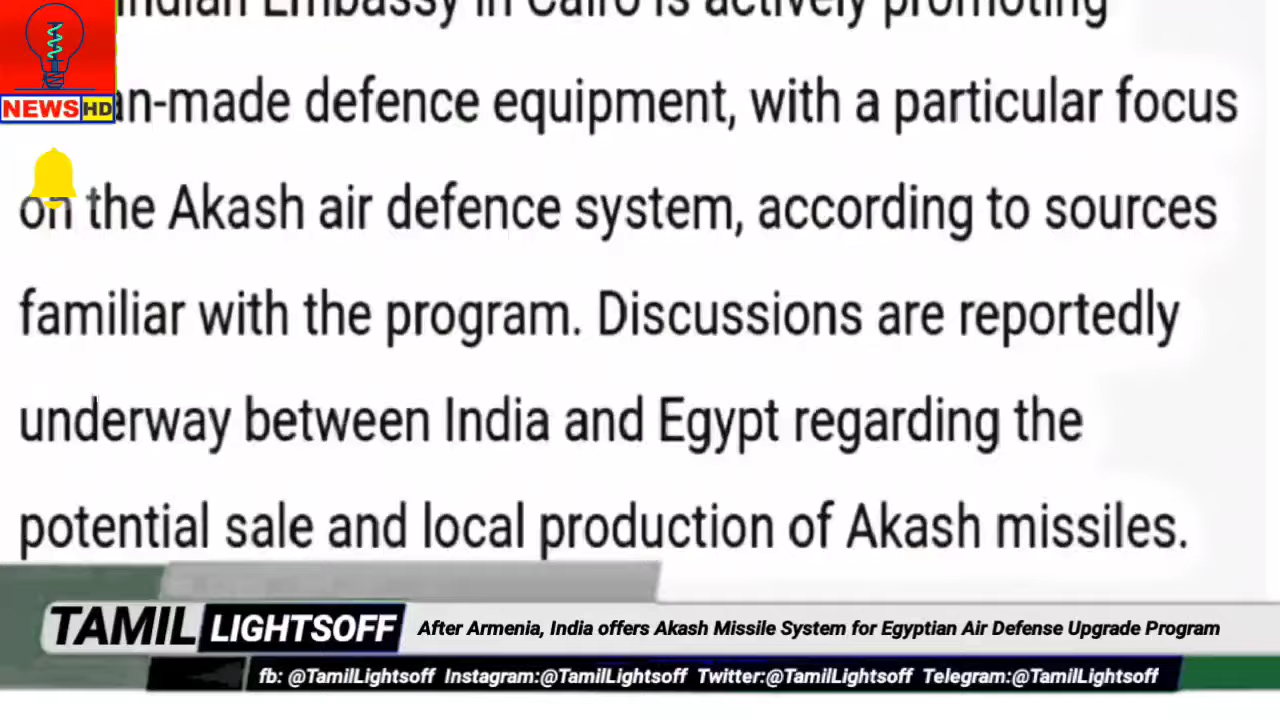 Indian Embassy in Cairo is actively promoting
NEWS HD
an-made defence equipment, with a particular focus
on the Akash air defence system, according to sources
familiar with the program. Discussions are reportedly
underway between India and Egypt regarding the
potential sale and local production of Akash missiles.
TAMIL LIGHTSOFF After Armenia, India offers Akash Missile System for Egyptian Air Defense Upgrade Program
fb: @TamilLightsoff Instagram:@TamilLightsoff Twitter:@TamilLightsoff Telegram:@TamilLightsoff